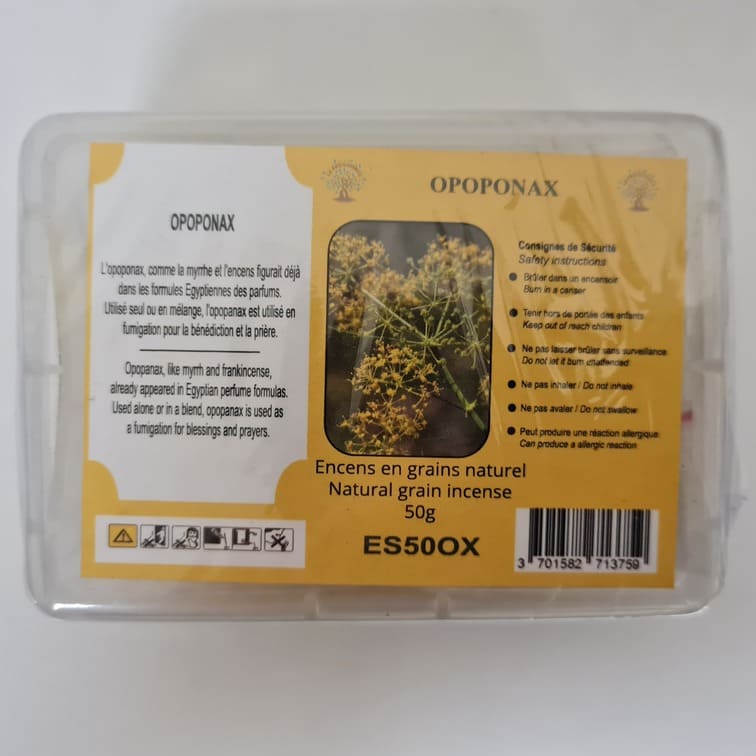 OPOPONAX
L'opoponax, comme la myrrhe et l'encens figurait déjà
dans les formules Egyptiennes des parfums.
Utilisé seul ou en mélange, l'opopanax est utilisé en
fumigation pour la bénédiction et la prière.
Opopanax, like myrrh and frankincense,
already appeared in Egyptian perfume formulas.
Used alone or in a blend, opopanax is used as
a fumigation for blessings and prayers.
OPOPONAX
Consignes de Sécurité
Safety instructions
Brûler dans un encensoir
Burn in a censer
Tenir hors de portée des enfants
Keep out of reach children
Ne pas laisser brûler sans surveillance
Do not let it burn unattended
Ne pas inhaler / Do not inhale
Ne pas avaler / Do not swallow
Peut produire une réaction allergique
Can produce a allergic reaction
Encens en grains naturel
Natural grain incense
50g
ES50OX
3 701582 713759